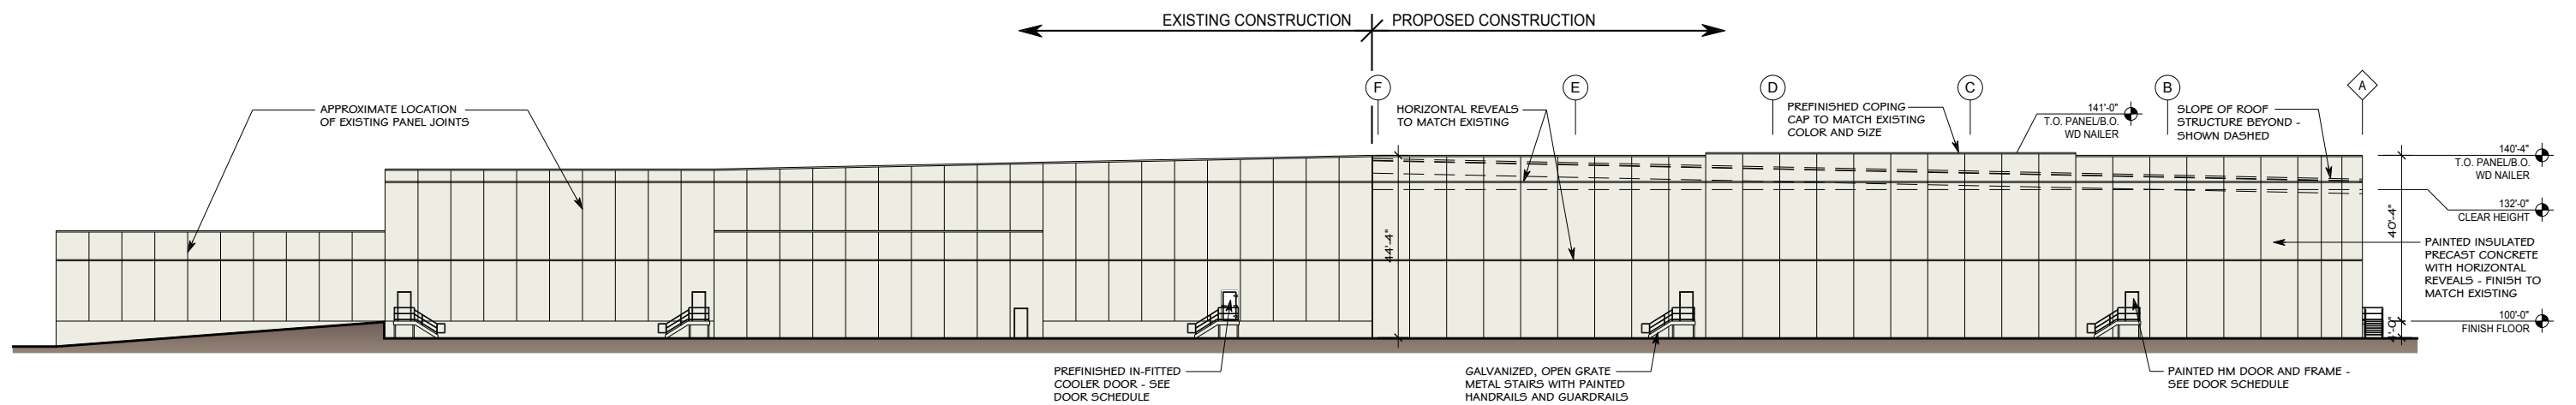 EXISTING CONSTRUCTION
PROPOSED CONSTRUCTION
F
E
D
C
B
A
APPROXIMATE LOCATION
OF EXISTING PANEL JOINTS
HORIZONTAL REVEALS
TO MATCH EXISTING
PREFINISHED COPING
CAP TO MATCH EXISTING
COLOR AND SIZE
141'-0"
T.O. PANEL/B.O.
WD NAILER
SLOPE OF ROOF
STRUCTURE BEYOND -
SHOWN DASHED
140'-4"
T.O. PANEL/B.O.
WD NAILER
132'-0"
CLEAR HEIGHT
44'-4"
40'-4"
PAINTED INSULATED
PRECAST CONCRETE
WITH HORIZONTAL
REVEALS - FINISH TO
MATCH EXISTING
100'-0"
FINISH FLOOR
PREFINISHED IN-FITTED
COOLER DOOR - SEE
DOOR SCHEDULE
GALVANIZED, OPEN GRATE
METAL STAIRS WITH PAINTED
HANDRAILS AND GUARDRAILS
PAINTED HM DOOR AND FRAME -
SEE DOOR SCHEDULE